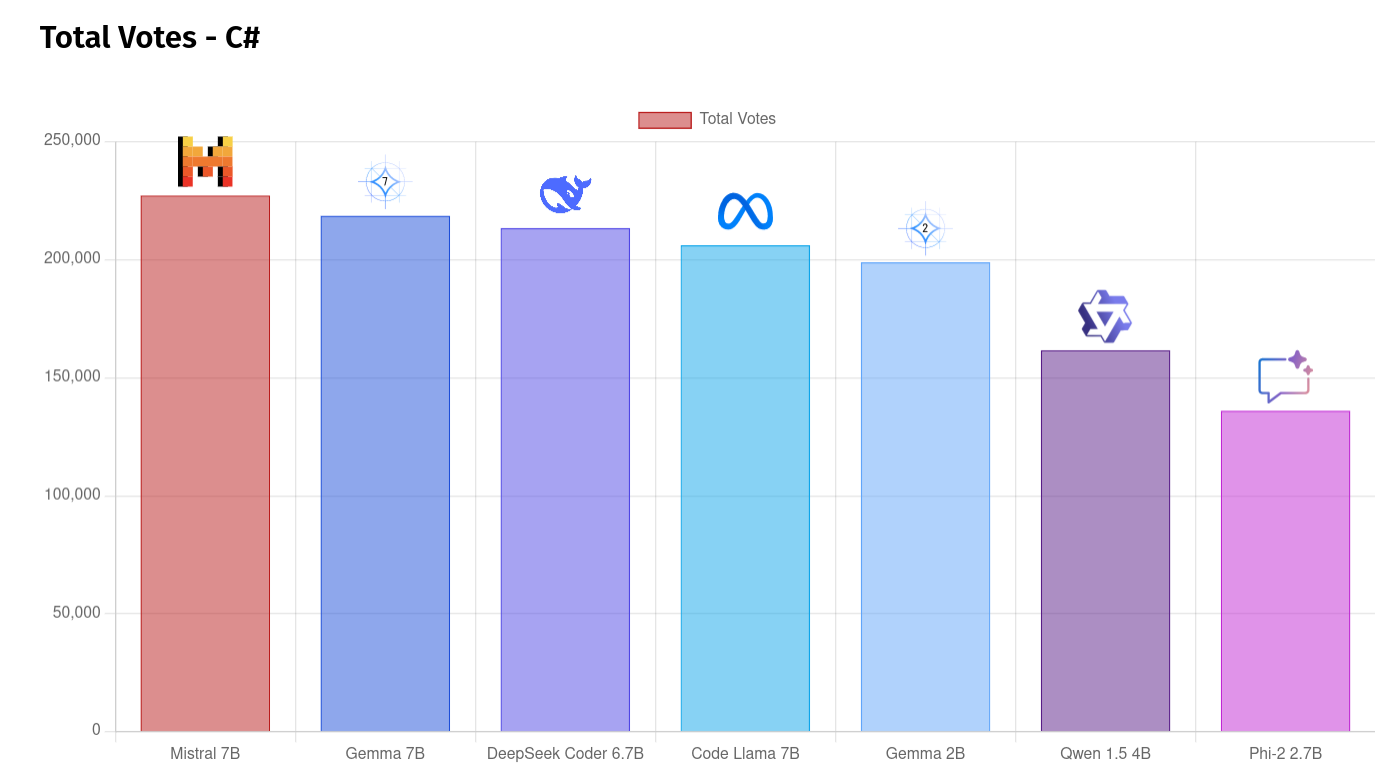 Total Votes - C#
Total Votes
250,000
200,000
150,000
100,000
50,000
0
7
2
Mistral 7B
Gemma 7B
DeepSeek Coder 6.7B
Code Llama 7B
Gemma 2B
Qwen 1.5 4B
Phi-2 2.7B